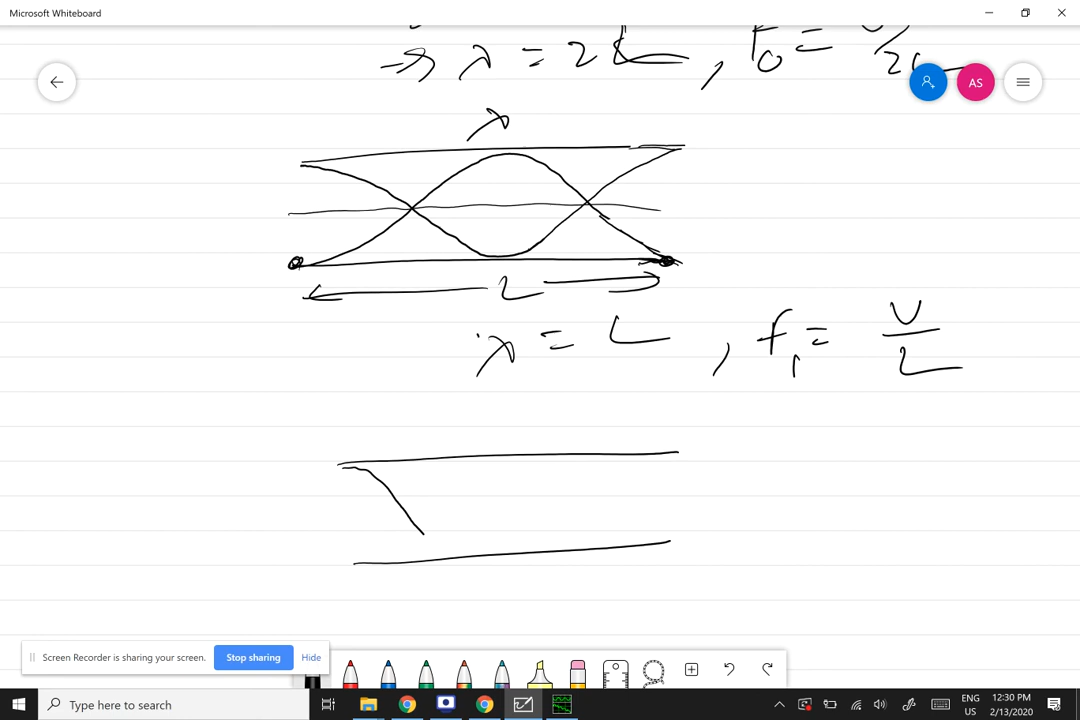 Microsoft Whiteboard
⇒ λ = 2L, f₀ = v/2L
AS
λ
L
λ = L, f₁ = v/L
Screen Recorder is sharing your screen. Stop sharing Hide
Type here to search
ENG 12:30 PM
US 2/13/2020